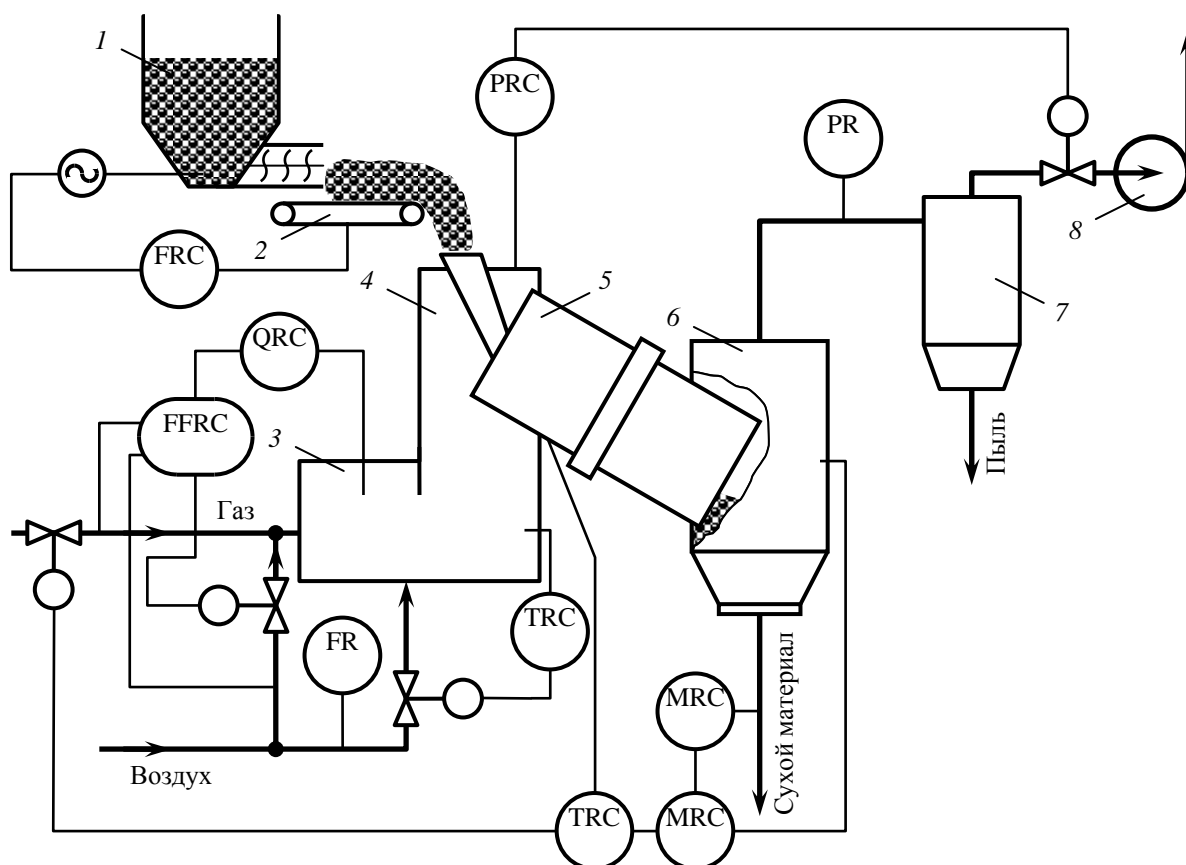 1
PRC
PR
2
FRC
4
5
6
7
8
QRC
FFRC
3
Газ
Пыль
TRC
FR
MRC
Сухой материал
Воздух
TRC
MRC